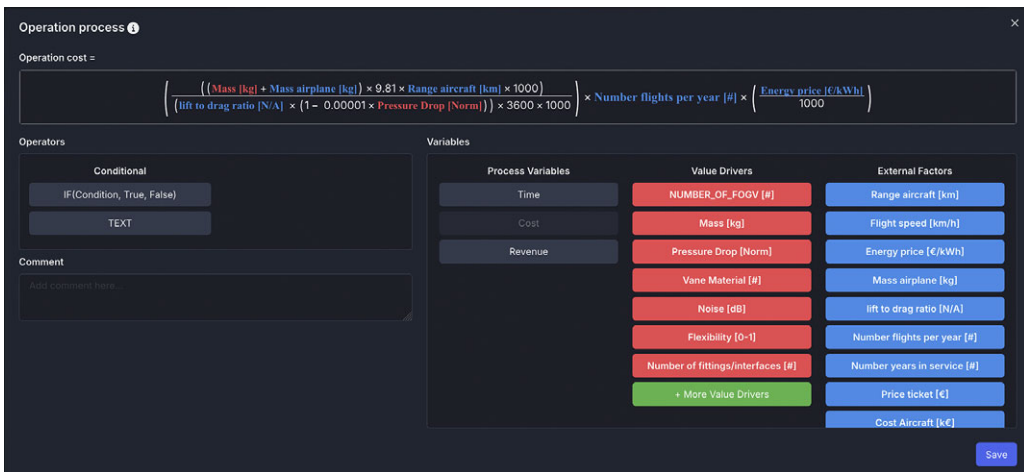 Operation process
Operation cost =
((Mass [kg] + Mass airplane [kg]) × 9.81 × Range aircraft [km] × 1000)
(lift to drag ratio [N/A] × (1 − 0.00001 × Pressure Drop [Norm])) × 3600 × 1000
× Number flights per year [#] ×
Energy price [€/kWh]
1000
Operators
Conditional
IF(Condition, True, False)
TEXT
Comment
Add comment here...
Variables
Process Variables
Time
Cost
Revenue
Value Drivers
NUMBER_OF_FOGV [#]
Mass [kg]
Pressure Drop [Norm]
Vane Material [#]
Noise [dB]
Flexibility [0-1]
Number of fittings/interfaces [#]
+ More Value Drivers
External Factors
Range aircraft [km]
Flight speed [km/h]
Energy price [€/kWh]
Mass airplane [kg]
lift to drag ratio [N/A]
Number flights per year [#]
Number years in service [#]
Price ticket [€]
Cost Aircraft [k€]
Save